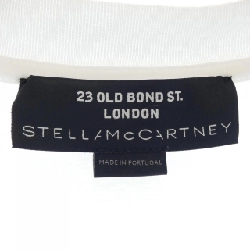 23 OLD BOND ST.
LONDON
STELLAMcCARTNEY
MADE IN PORTUGAL